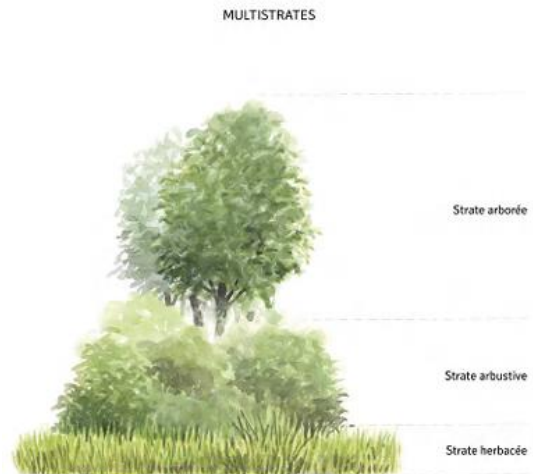 MULTISTRATES
Strate arborée
Strate arbustive
Strate herbacée